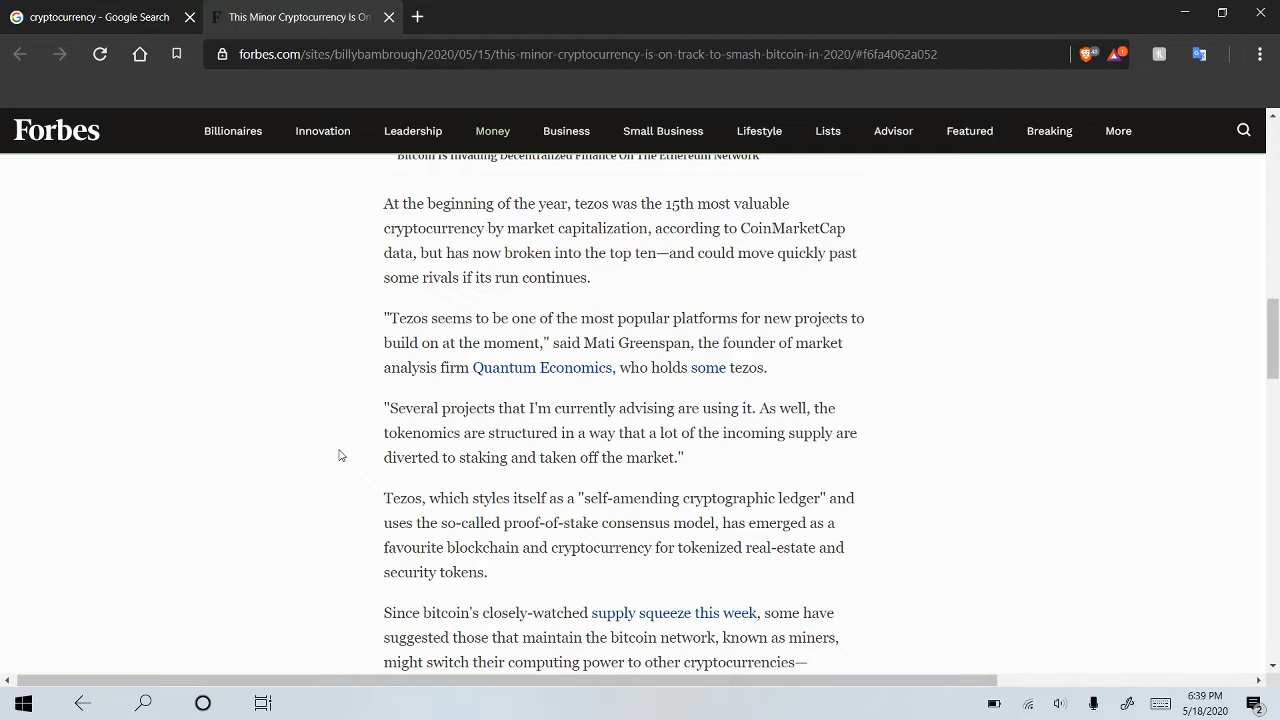 cryptocurrency - Google Search
This Minor Cryptocurrency Is On
forbes.com/sites/billybambrough/2020/05/15/this-minor-cryptocurrency-is-on-track-to-smash-bitcoin-in-2020/#f6fa4062a052
Forbes
Billionaires
Innovation
Leadership
Money
Business
Small Business
Lifestyle
Lists
Advisor
Featured
Breaking
More
Bitcoin Is Invading Decentralized Finance On The Ethereum Network
At the beginning of the year, tezos was the 15th most valuable
cryptocurrency by market capitalization, according to CoinMarketCap
data, but has now broken into the top ten—and could move quickly past
some rivals if its run continues.
"Tezos seems to be one of the most popular platforms for new projects to
build on at the moment," said Mati Greenspan, the founder of market
analysis firm Quantum Economics, who holds some tezos.
"Several projects that I'm currently advising are using it. As well, the
tokenomics are structured in a way that a lot of the incoming supply are
diverted to staking and taken off the market."
Tezos, which styles itself as a "self-amending cryptographic ledger" and
uses the so-called proof-of-stake consensus model, has emerged as a
favourite blockchain and cryptocurrency for tokenized real-estate and
security tokens.
Since bitcoin's closely-watched supply squeeze this week, some have
suggested those that maintain the bitcoin network, known as miners,
might switch their computing power to other cryptocurrencies—
6:39 PM
5/18/2020